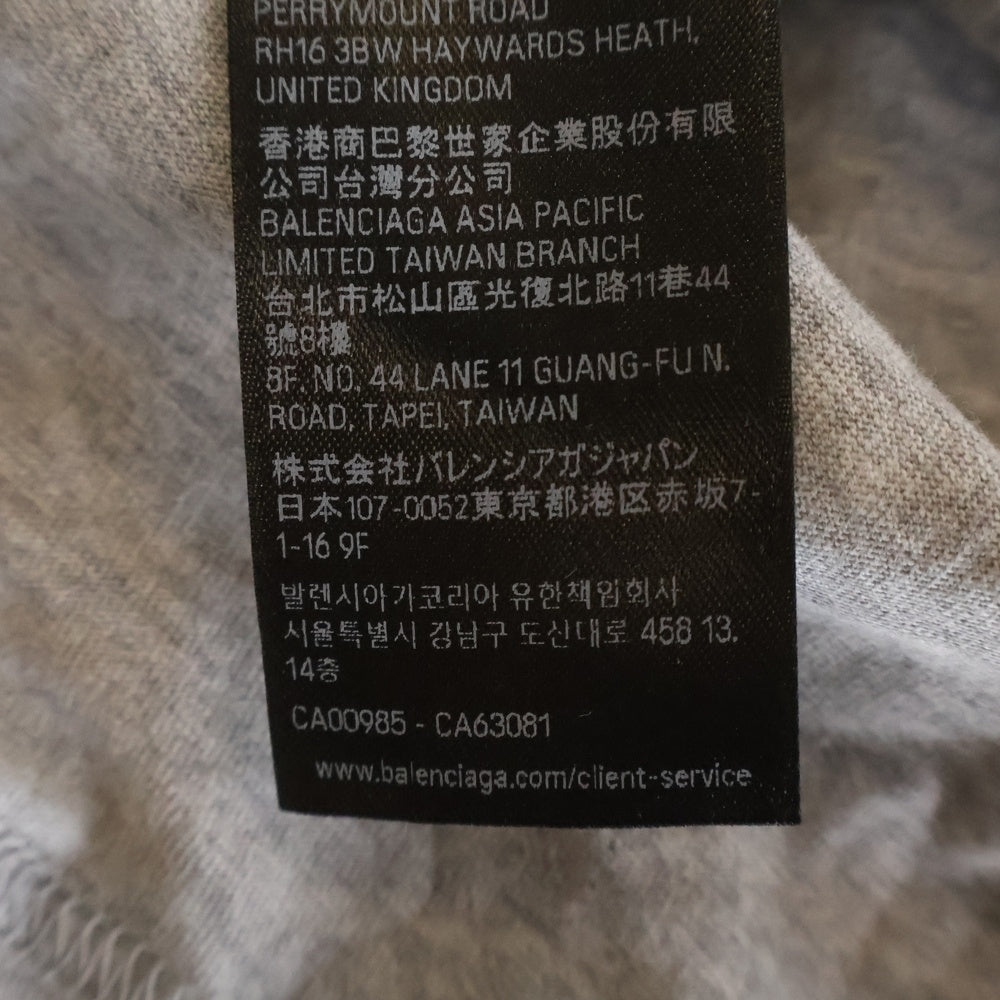 PERRYMOUNT ROAD
RH16 3BW HAYWARDS HEATH,
UNITED KINGDOM
香港商巴黎世家企業股份有限
公司台灣分公司
BALENCIAGA ASIA PACIFIC
LIMITED TAIWAN BRANCH
台北市松山區光復北路11巷44
號8樓
8F. NO. 44 LANE 11 GUANG-FU N.
ROAD, TAPEI, TAIWAN
株式会社バレンシアガジャパン
日本107-0052東京都港区赤坂7-
1-16 9F
발렌시아가코리아 유한책임회사
서울특별시 강남구 도신대로 458 13.
14층
CA00985 - CA63081
www.balenciaga.com/client-service